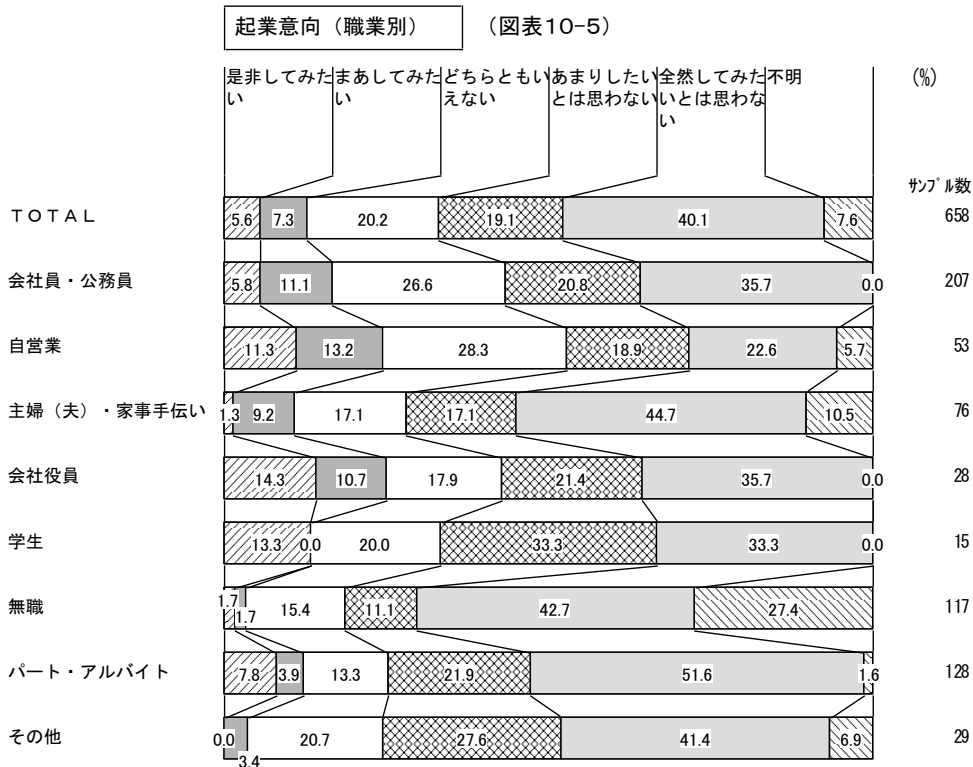 起業意向（職業別） （図表10-5）
是非してみたい まあしてみたい どちらともいえない あまりしたいとは思わない 全然してみたいとは思わない 不明 (%)
ｻﾝﾌﾟﾙ数
ＴＯＴＡＬ 5.6 7.3 20.2 19.1 40.1 7.6 658
会社員・公務員 5.8 11.1 26.6 20.8 35.7 0.0 207
自営業 11.3 13.2 28.3 18.9 22.6 5.7 53
主婦（夫）・家事手伝い 1.3 9.2 17.1 17.1 44.7 10.5 76
会社役員 14.3 10.7 17.9 21.4 35.7 0.0 28
学生 13.3 0.0 20.0 33.3 33.3 0.0 15
無職 1.7 1.7 15.4 11.1 42.7 27.4 117
パート・アルバイト 7.8 3.9 13.3 21.9 51.6 1.6 128
その他 0.0 3.4 20.7 27.6 41.4 6.9 29